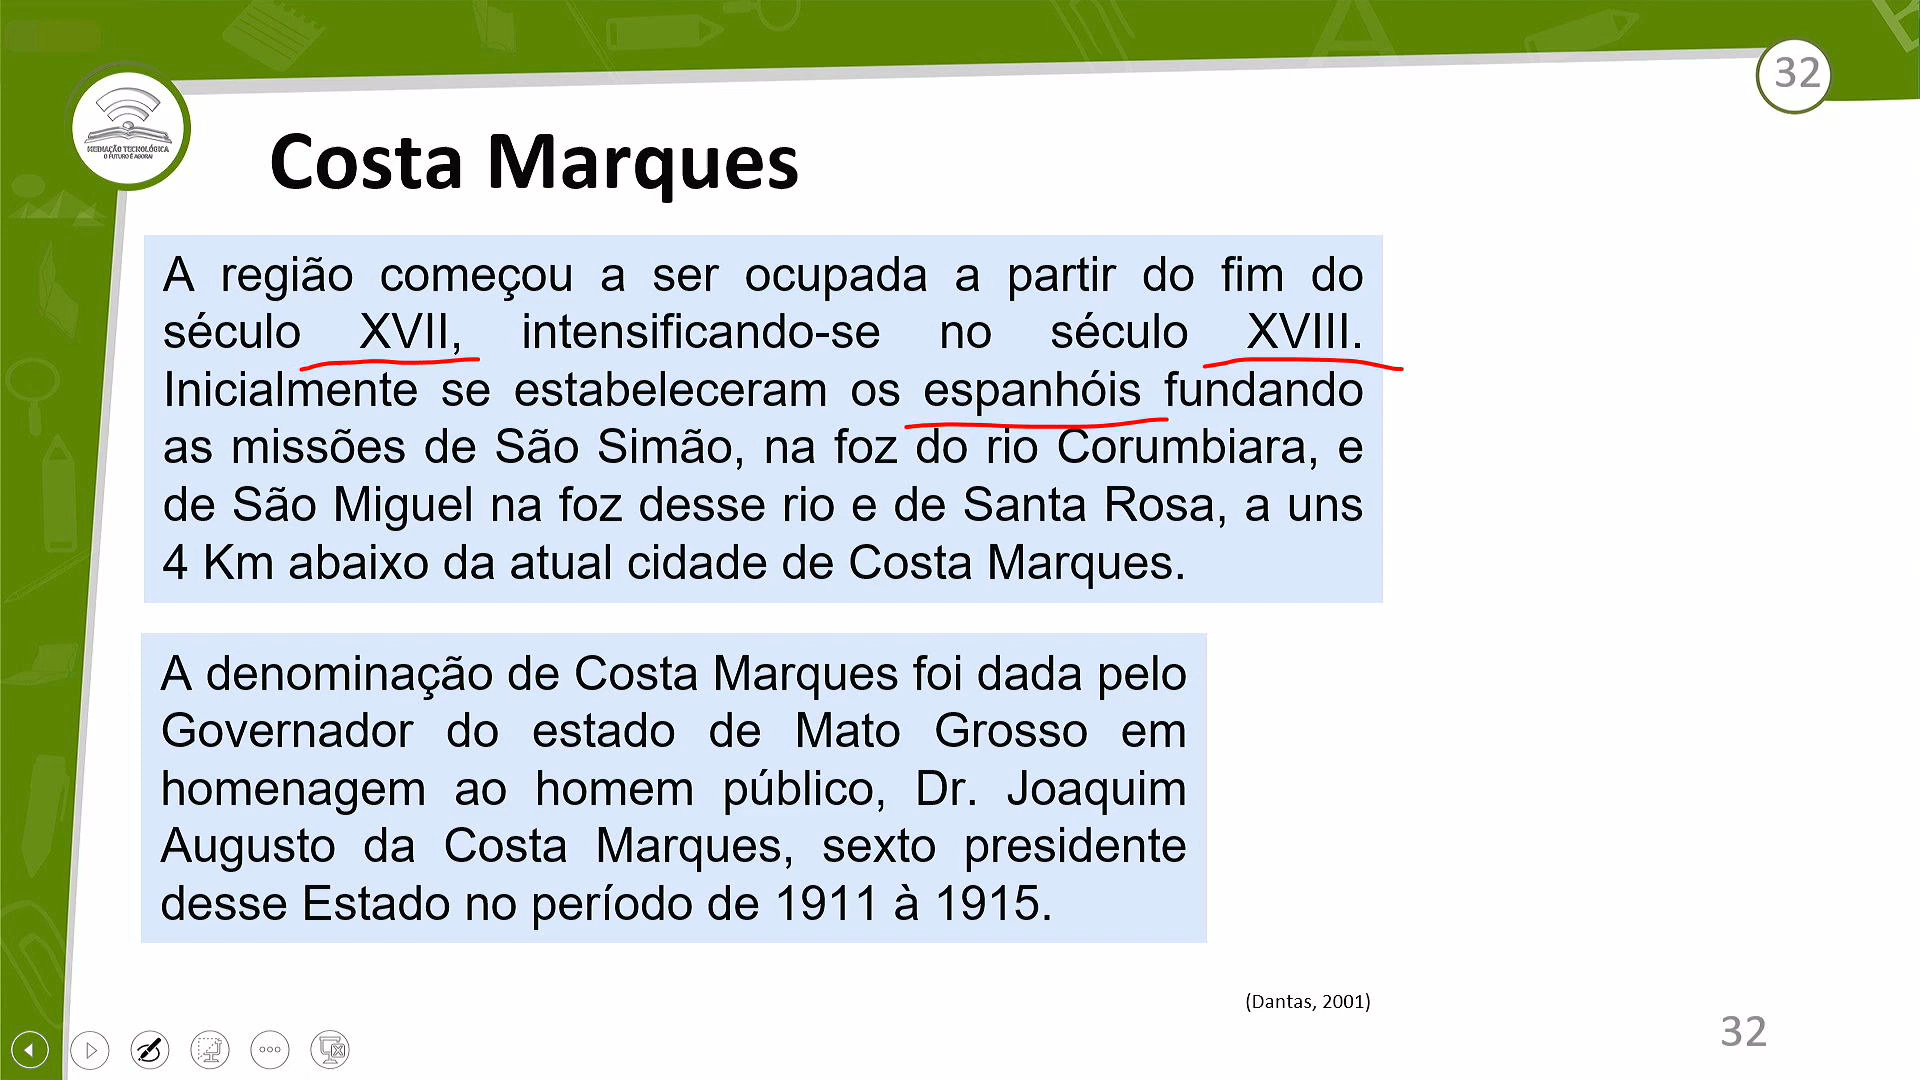 32
MEDIAÇÃO TECNOLÓGICA
O FUTURO É AGORA!
Costa Marques
A região começou a ser ocupada a partir do fim do
século XVII, intensificando-se no século XVIII.
Inicialmente se estabeleceram os espanhóis fundando
as missões de São Simão, na foz do rio Corumbiara, e
de São Miguel na foz desse rio e de Santa Rosa, a uns
4 Km abaixo da atual cidade de Costa Marques.
A denominação de Costa Marques foi dada pelo
Governador do estado de Mato Grosso em
homenagem ao homem público, Dr. Joaquim
Augusto da Costa Marques, sexto presidente
desse Estado no período de 1911 à 1915.
(Dantas, 2001)
32